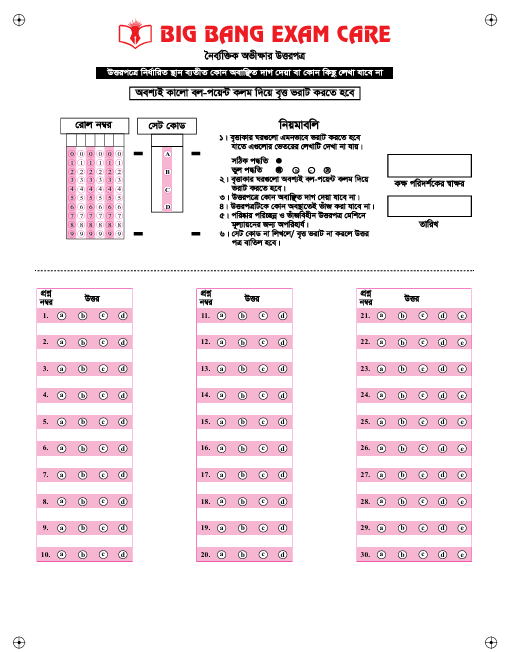 BIG BANG EXAM CARE
নৈর্ব্যক্তিক অভীক্ষার উত্তরপত্র
উত্তরপত্রে নির্ধারিত স্থান ব্যতীত কোন অবাঞ্ছিত দাগ দেয়া বা কোন কিছু লেখা যাবে না
অবশ্যই কালো বল-পয়েন্ট কলম দিয়ে বৃত্ত ভরাট করতে হবে
রোল নম্বর
0 0 0 0 0 0
1 1 1 1 1 1
2 2 2 2 2 2
3 3 3 3 3 3
4 4 4 4 4 4
5 5 5 5 5 5
6 6 6 6 6 6
7 7 7 7 7 7
8 8 8 8 8 8
9 9 9 9 9 9
সেট কোড
A
B
C
D
নিয়মাবলি
১। বৃত্তাকার ঘরগুলো এমনভাবে ভরাট করতে হবে
যাতে এগুলোর ভেতরের লেখাটি দেখা না যায়।
সঠিক পদ্ধতি
ভুল পদ্ধতি
২। বৃত্তাকার ঘরগুলো অবশ্যই বল-পয়েন্ট কলম দিয়ে
ভরাট করতে হবে।
৩। উত্তরপত্রে কোন অবাঞ্ছিত দাগ দেয়া যাবে না।
৪। উত্তরপত্রটিকে কোন অবস্থাতেই ভাঁজ করা যাবে না।
৫। পরিষ্কার পরিচ্ছন্ন ও ভাঁজবিহীন উত্তরপত্র মেশিনে
মূল্যায়নের জন্য অপরিহার্য।
৬। সেট কোড না লিখলে/ বৃত্ত ভরাট না করলে উত্তর
পত্র বাতিল হবে।
কক্ষ পরিদর্শকের স্বাক্ষর
তারিখ
প্রশ্ন নম্বর উত্তর
1. a b c d
2. a b c d
3. a b c d
4. a b c d
5. a b c d
6. a b c d
7. a b c d
8. a b c d
9. a b c d
10. a b c d
প্রশ্ন নম্বর উত্তর
11. a b c d
12. a b c d
13. a b c d
14. a b c d
15. a b c d
16. a b c d
17. a b c d
18. a b c d
19. a b c d
20. a b c d
প্রশ্ন নম্বর উত্তর
21. a b c d e
22. a b c d e
23. a b c d e
24. a b c d e
25. a b c d e
26. a b c d e
27. a b c d e
28. a b c d e
29. a b c d e
30. a b c d e